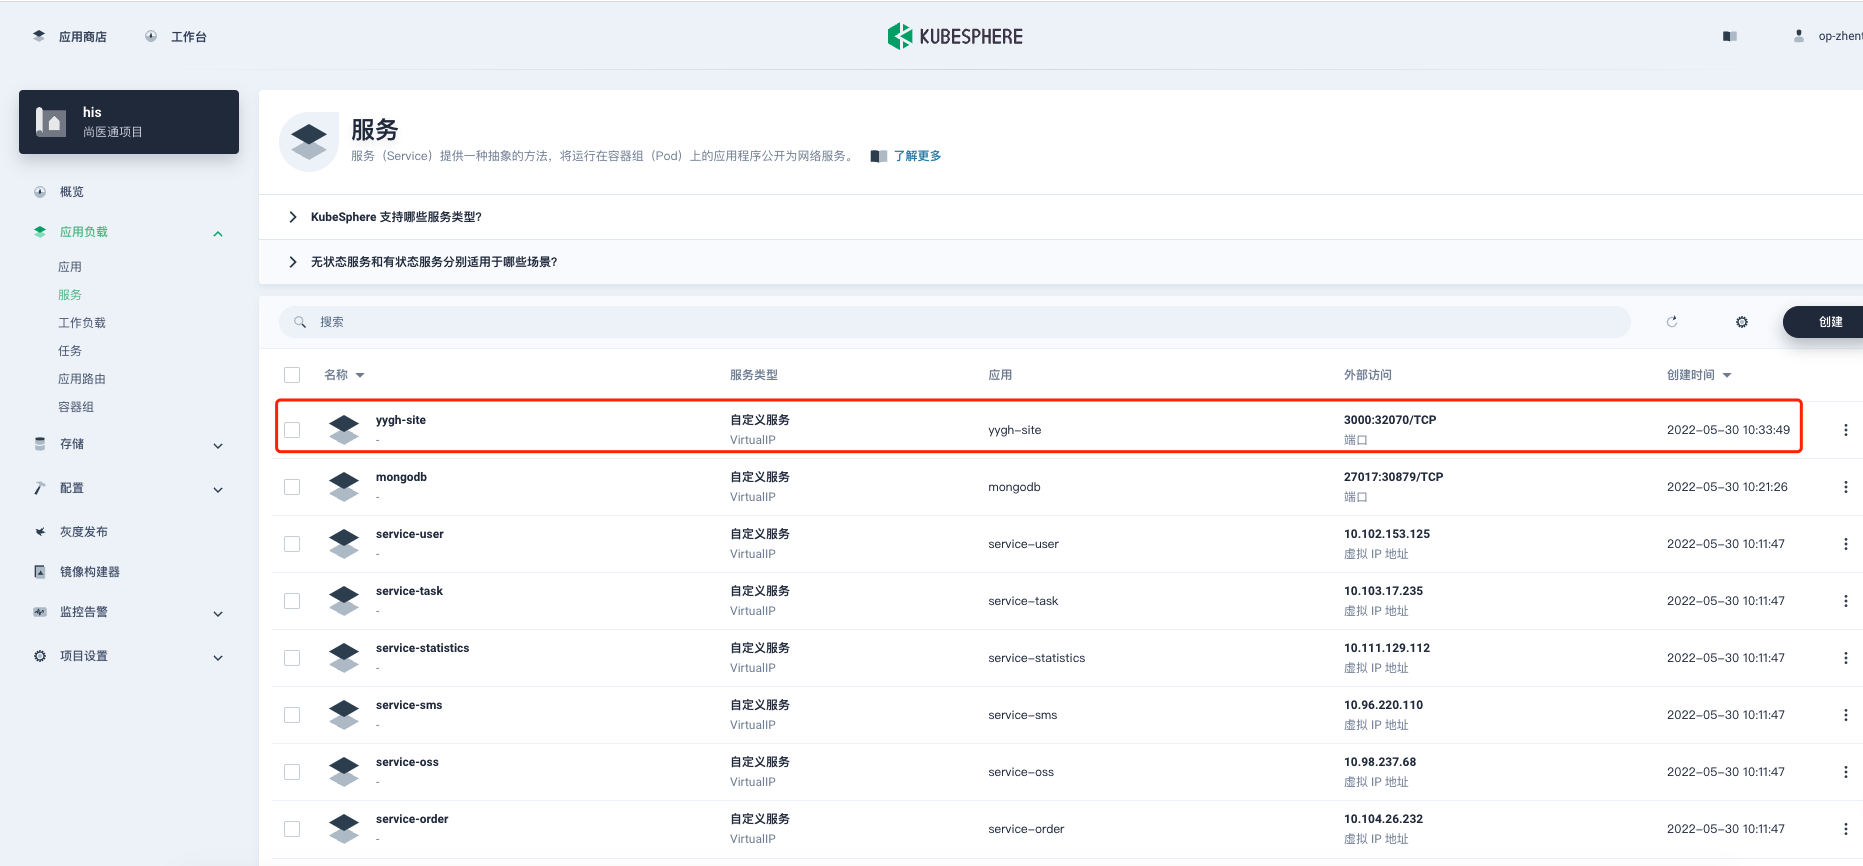 应用商店
工作台
KUBESPHERE
op-zhent
his
尚医通项目
概览
应用负载
应用
服务
工作负载
任务
应用路由
容器组
存储
配置
灰度发布
镜像构建器
监控告警
项目设置
服务
服务（Service）提供一种抽象的方法，将运行在容器组（Pod）上的应用程序公开为网络服务。 了解更多
KubeSphere 支持哪些服务类型?
无状态服务和有状态服务分别适用于哪些场景?
搜索
创建
名称 服务类型 应用 外部访问 创建时间
yygh-site 自定义服务 yygh-site 3000:32070/TCP 2022-05-30 10:33:49
- VirtualIP 端口
mongodb 自定义服务 mongodb 27017:30879/TCP 2022-05-30 10:21:26
- VirtualIP 端口
service-user 自定义服务 service-user 10.102.153.125 2022-05-30 10:11:47
- VirtualIP 虚拟 IP 地址
service-task 自定义服务 service-task 10.103.17.235 2022-05-30 10:11:47
- VirtualIP 虚拟 IP 地址
service-statistics 自定义服务 service-statistics 10.111.129.112 2022-05-30 10:11:47
- VirtualIP 虚拟 IP 地址
service-sms 自定义服务 service-sms 10.96.220.110 2022-05-30 10:11:47
- VirtualIP 虚拟 IP 地址
service-oss 自定义服务 service-oss 10.98.237.68 2022-05-30 10:11:47
- VirtualIP 虚拟 IP 地址
service-order 自定义服务 service-order 10.104.26.232 2022-05-30 10:11:47
- VirtualIP 虚拟 IP 地址